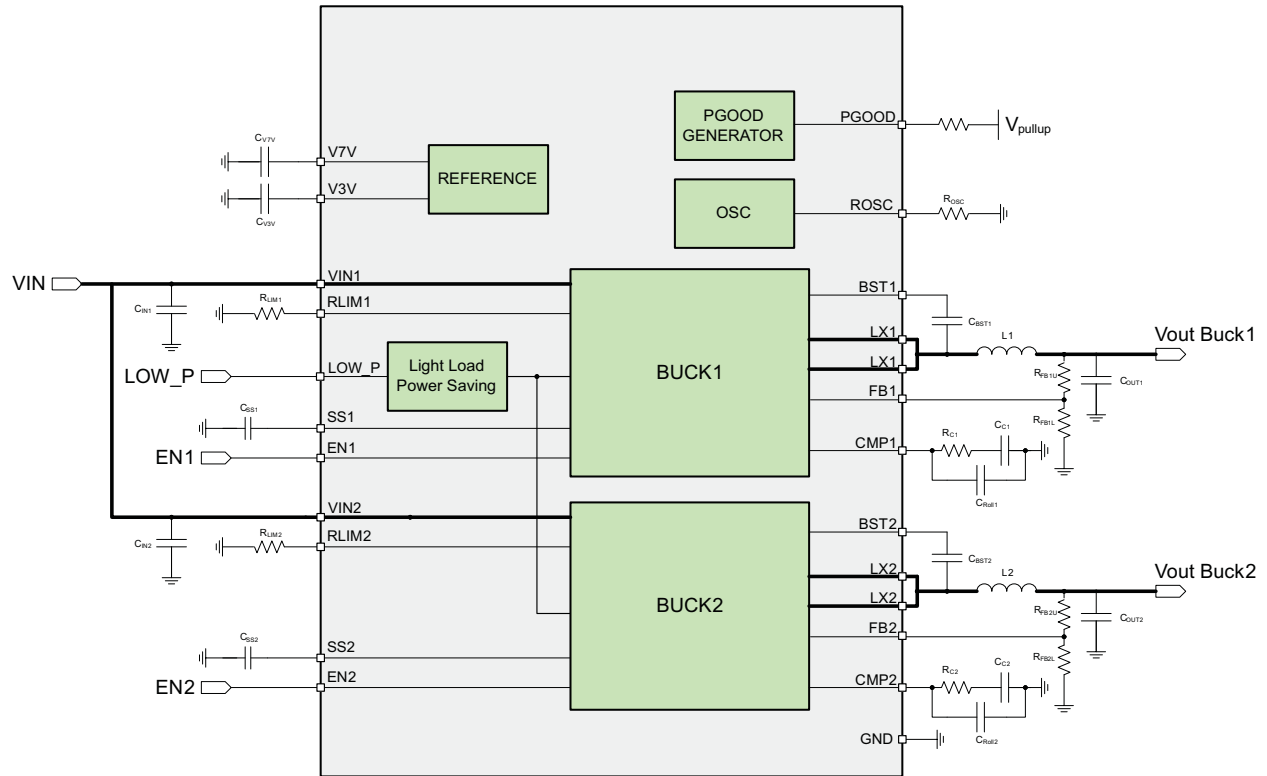 PGOOD
GENERATOR
PGOOD
Vpullup
CV7V
V7V
REFERENCE
V3V
CV3V
OSC
ROSC
ROSC
VIN
VIN1
CIN1
RLIM1
RLIM1
BUCK1
BST1
CBST1
LX1
LX1
L1
Vout Buck1
LOW_P
LOW_P
Light Load
Power Saving
RFB1U
COUT1
FB1
RFB1L
CSS1
SS1
EN1
EN1
CMP1
RC1
CC1
CRoll1
VIN2
CIN2
RLIM2
RLIM2
BUCK2
BST2
CBST2
LX2
LX2
L2
Vout Buck2
RFB2U
COUT2
FB2
RFB2L
CSS2
SS2
EN2
EN2
CMP2
RC2
CC2
CRoll2
GND